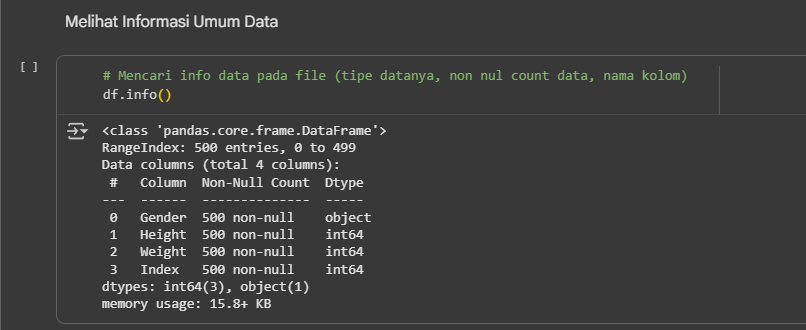 Melihat Informasi Umum Data
[ ]
# Mencari info data pada file (tipe datanya, non nul count data, nama kolom)
df.info()
<class 'pandas.core.frame.DataFrame'>
RangeIndex: 500 entries, 0 to 499
Data columns (total 4 columns):
 #   Column  Non-Null Count  Dtype
---  ------  --------------  -----
 0   Gender  500 non-null    object
 1   Height  500 non-null    int64
 2   Weight  500 non-null    int64
 3   Index   500 non-null    int64
dtypes: int64(3), object(1)
memory usage: 15.8+ KB